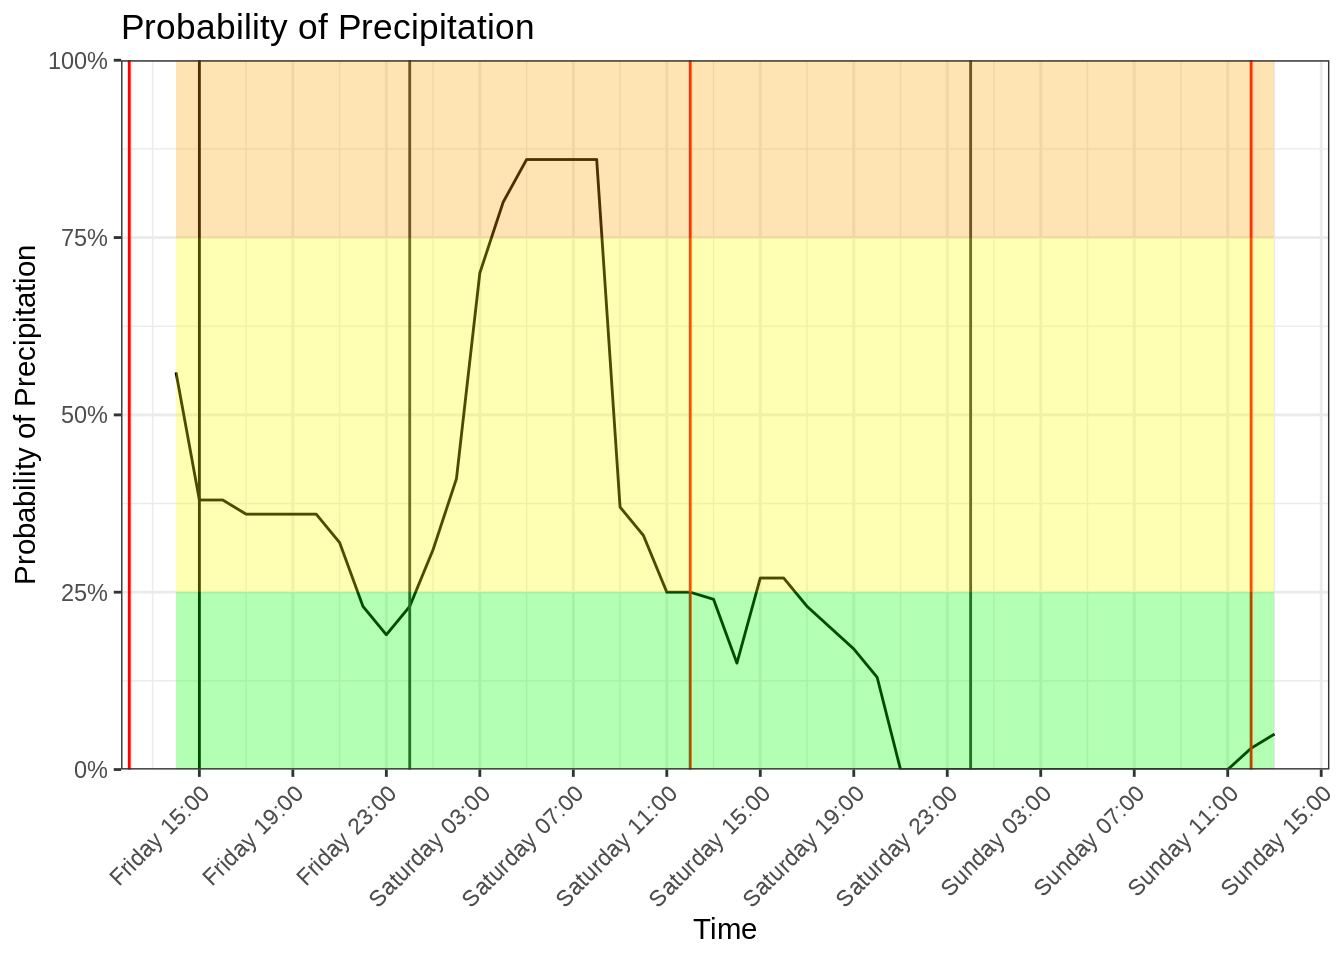 Probability of Precipitation
Probability of Precipitation
100%
75%
50%
25%
0%
Friday 15:00
Friday 19:00
Friday 23:00
Saturday 03:00
Saturday 07:00
Saturday 11:00
Saturday 15:00
Saturday 19:00
Saturday 23:00
Sunday 03:00
Sunday 07:00
Sunday 11:00
Sunday 15:00
Time